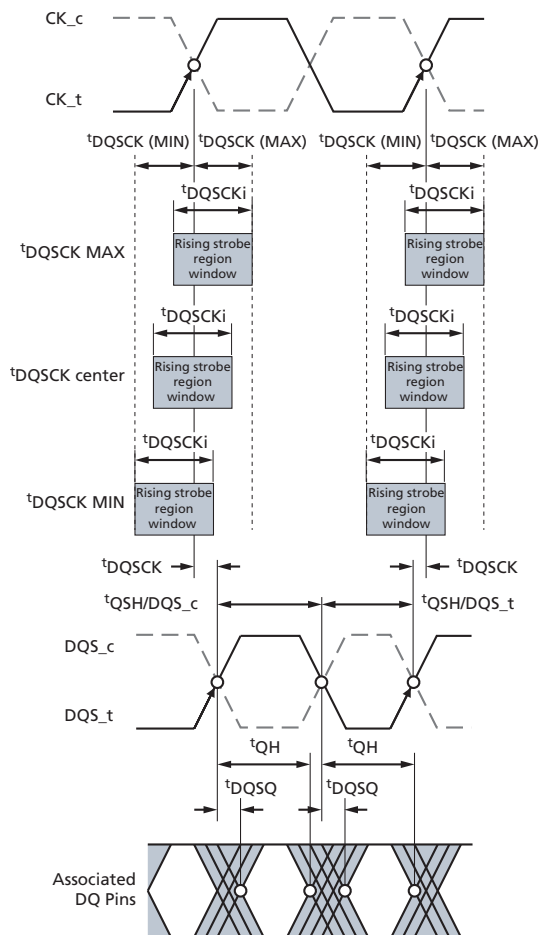 CK_c
CK_t
tDQSCK (MIN) tDQSCK (MAX) tDQSCK (MIN) tDQSCK (MAX)
tDQSCKi tDQSCKi
tDQSCK MAX
Rising strobe
region
window
Rising strobe
region
window
tDQSCKi tDQSCKi
tDQSCK center
Rising strobe
region
window
Rising strobe
region
window
tDQSCKi tDQSCKi
tDQSCK MIN
Rising strobe
region
window
Rising strobe
region
window
tDQSCK tDQSCK
tQSH/DQS_c tQSH/DQS_t
DQS_c
DQS_t
tQH tQH
tDQSQ tDQSQ
Associated
DQ Pins